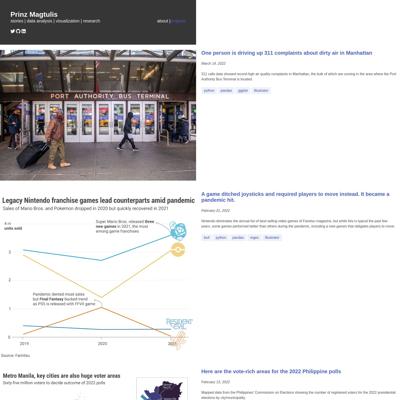 Prinz Magtulis
stories | data analysis | visualization | research
about | projects
PORT AUTHORITY BUS TERMINAL
One person is driving up 311 complaints about dirty air in Manhattan
March 14, 2022
311 calls data showed record-high air quality complaints in Manhattan, the bulk of which are coming in the area where the Port
Authority Bus Terminal is located.
python pandas ggplot illustrator
Legacy Nintendo franchise games lead counterparts amid pandemic
Sales of Mario Bros. and Pokemon dropped in 2020 but quickly recovered in 2021
4 m
units sold
Super Mario Bros. released three
new games in 2021, the most
among game franchises
3
2
Pandemic dented most sales
but Final Fantasy bucked trend
as PS5 is released with FFVII game
1
RESIDENT
EVIL
0
2019 2020 2021
Source: Famitsu
A game ditched joysticks and required players to move instead. It became a
pandemic hit.
February 21, 2022
Nintendo dominates the annual list of best-selling video games of Famitsu magazine, but while this is typical the past few
years, some games performed better than others during the pandemic, including a new games that obligates players to move.
python pandas regex illustrator
Metro Manila, key cities are also huge voter areas
Sixty-five million voters to decide outcome of 2022 polls
Here are the vote-rich areas for the 2022 Philippine polls
February 13, 2022
Mapped data from the Philippines' Commission on Elections showing the number of registered voters for the 2022 presidential
elections by city/municipality.